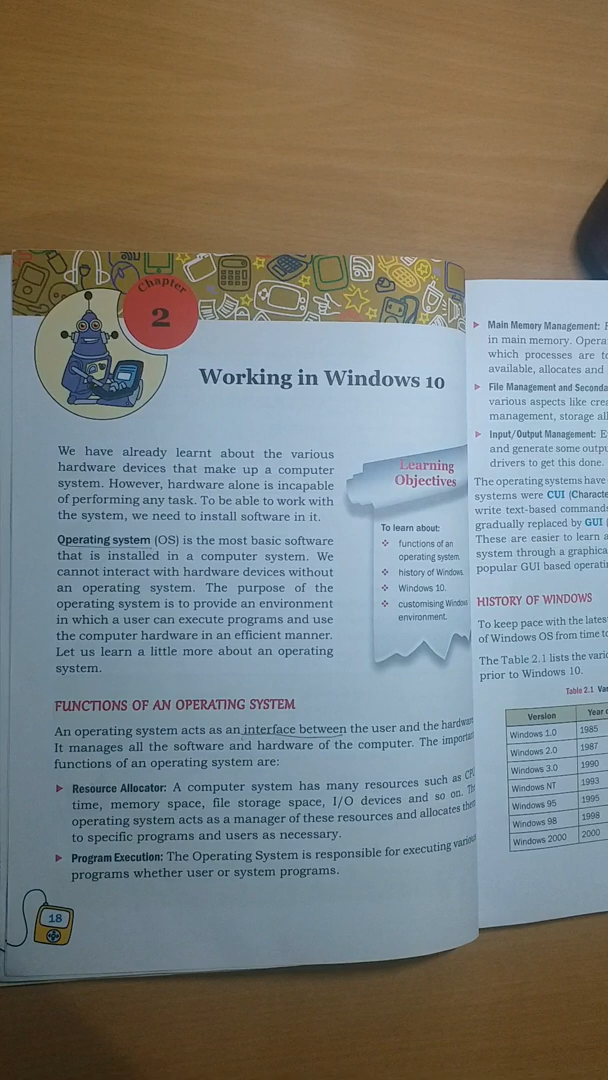 Chapter
2
Working in Windows 10
We have already learnt about the various
hardware devices that make up a computer
system. However, hardware alone is incapable
of performing any task. To be able to work with
the system, we need to install software in it.
Operating system (OS) is the most basic software
that is installed in a computer system. We
cannot interact with hardware devices without
an operating system. The purpose of the
operating system is to provide an environment
in which a user can execute programs and use
the computer hardware in an efficient manner.
Let us learn a little more about an operating
system.
Learning
Objectives
To learn about:
❖ functions of an
operating system.
❖ history of Windows.
❖ Windows 10.
❖ customising Windows
environment.
FUNCTIONS OF AN OPERATING SYSTEM
An operating system acts as an interface between the user and the hardware
It manages all the software and hardware of the computer. The important
functions of an operating system are:
▶ Resource Allocator: A computer system has many resources such as CPU
time, memory space, file storage space, I/O devices and so on. The
operating system acts as a manager of these resources and allocates them
to specific programs and users as necessary.
▶ Program Execution: The Operating System is responsible for executing various
programs whether user or system programs.
18
▶ Main Memory Management:
in main memory. Opera
which processes are to
available, allocates and
▶ File Management and Seconda
various aspects like crea
management, storage all
▶ Input/Output Management:
and generate some outpu
drivers to get this done.
The operating systems have
systems were CUI (Characte
write text-based commands
gradually replaced by GUI (
These are easier to learn a
system through a graphica
popular GUI based operati
HISTORY OF WINDOWS
To keep pace with the lates
of Windows OS from time to
The Table 2.1 lists the vario
prior to Windows 10.
Table 2.1 Var
Version Year o
Windows 1.0 1985
Windows 2.0 1987
Windows 3.0 1990
Windows NT 1993
Windows 95 1995
Windows 98 1998
Windows 2000 2000